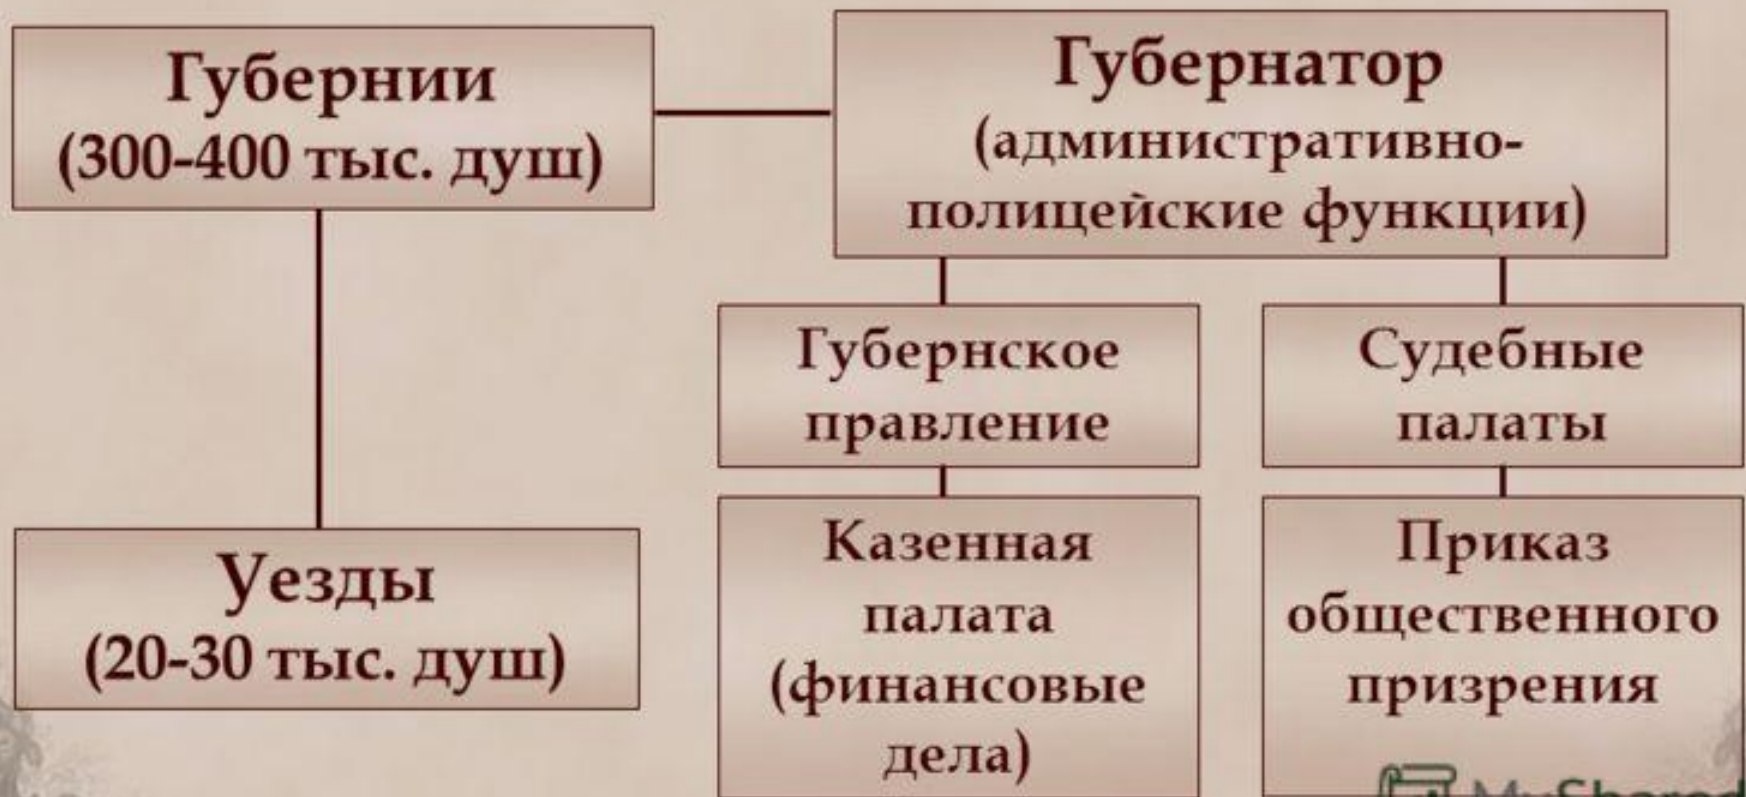 Губернии
(300-400 тыс. душ)
Губернатор
(административно-
полицейские функции)
Губернское
правление
Судебные
палаты
Уезды
(20-30 тыс. душ)
Казенная
палата
(финансовые
дела)
Приказ
общественного
призрения
MyShared